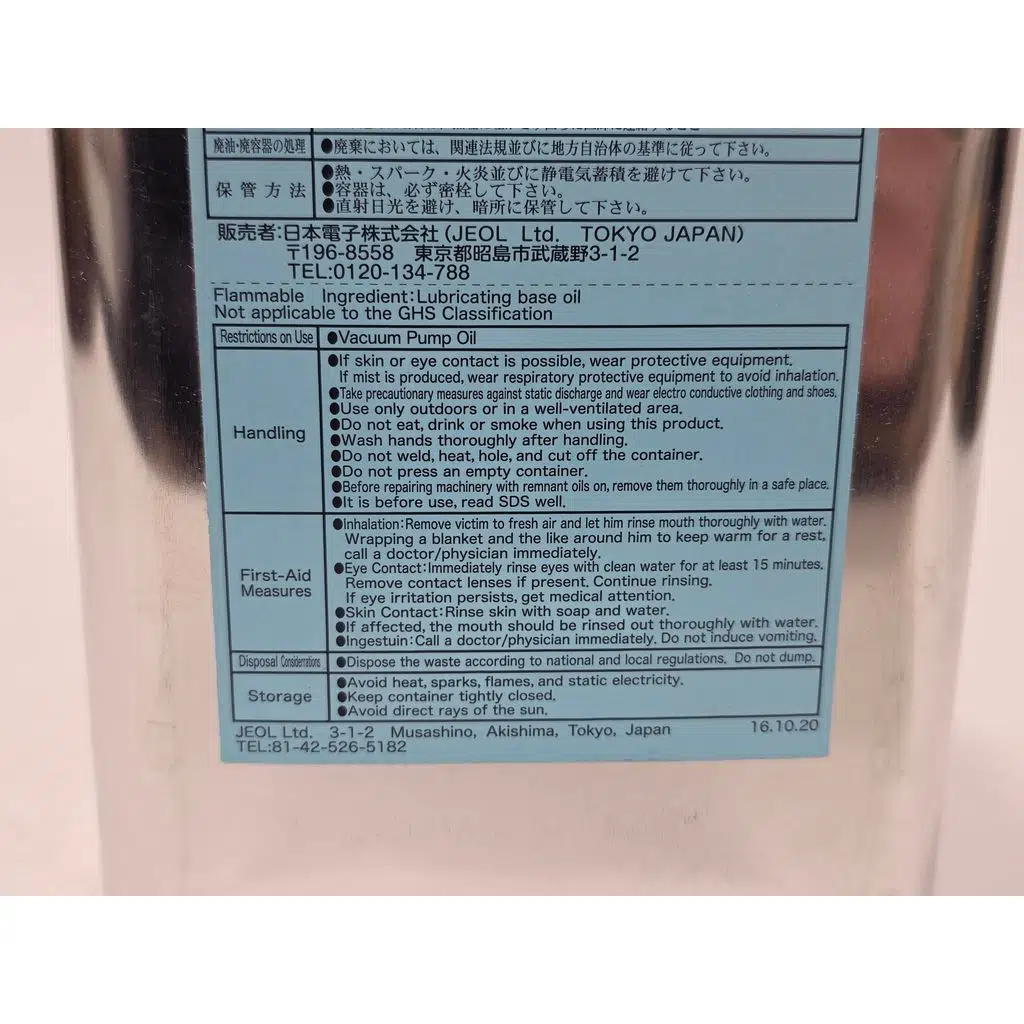 廃油・廃容器の処理 ●廃棄においては、関連法規並びに地方自治体の基準に従って下さい。
保管方法 ●熱・スパーク・火炎並びに静電気蓄積を避けて下さい。
●容器は、必ず密栓して下さい。
●直射日光を避け、暗所に保管して下さい。
販売者:日本電子株式会社(JEOL Ltd. TOKYO JAPAN)
〒196-8558 東京都昭島市武蔵野3-1-2
TEL:0120-134-788
Flammable Ingredient:Lubricating base oil
Not applicable to the GHS Classification
Restrictions on Use ●Vacuum Pump Oil
Handling
●If skin or eye contact is possible, wear protective equipment.
If mist is produced, wear respiratory protective equipment to avoid inhalation.
●Take precautionary measures against static discharge and wear electro conductive clothing and shoes.
●Use only outdoors or in a well-ventilated area.
●Do not eat, drink or smoke when using this product.
●Wash hands thoroughly after handling.
●Do not weld, heat, hole, and cut off the container.
●Do not press an empty container.
●Before repairing machinery with remnant oils on, remove them thoroughly in a safe place.
●It is before use, read SDS well.
First-Aid
Measures
●Inhalation:Remove victim to fresh air and let him rinse mouth thoroughly with water.
Wrapping a blanket and the like around him to keep warm for a rest,
call a doctor/physician immediately.
●Eye Contact:Immediately rinse eyes with clean water for at least 15 minutes.
Remove contact lenses if present. Continue rinsing.
If eye irritation persists, get medical attention.
●Skin Contact:Rinse skin with soap and water.
●If affected, the mouth should be rinsed out thoroughly with water.
●Ingestuin:Call a doctor/physician immediately. Do not induce vomiting.
Disposal Considerations ●Dispose the waste according to national and local regulations. Do not dump.
Storage
●Avoid heat, sparks, flames, and static electricity.
●Keep container tightly closed.
●Avoid direct rays of the sun.
JEOL Ltd. 3-1-2 Musashino, Akishima, Tokyo, Japan 16.10.20
TEL:81-42-526-5182